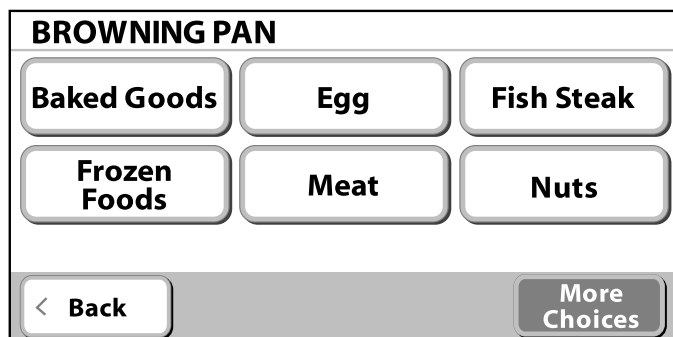 BROWNING PAN
Baked Goods Egg Fish Steak
Frozen
Foods Meat Nuts
< Back More
Choices